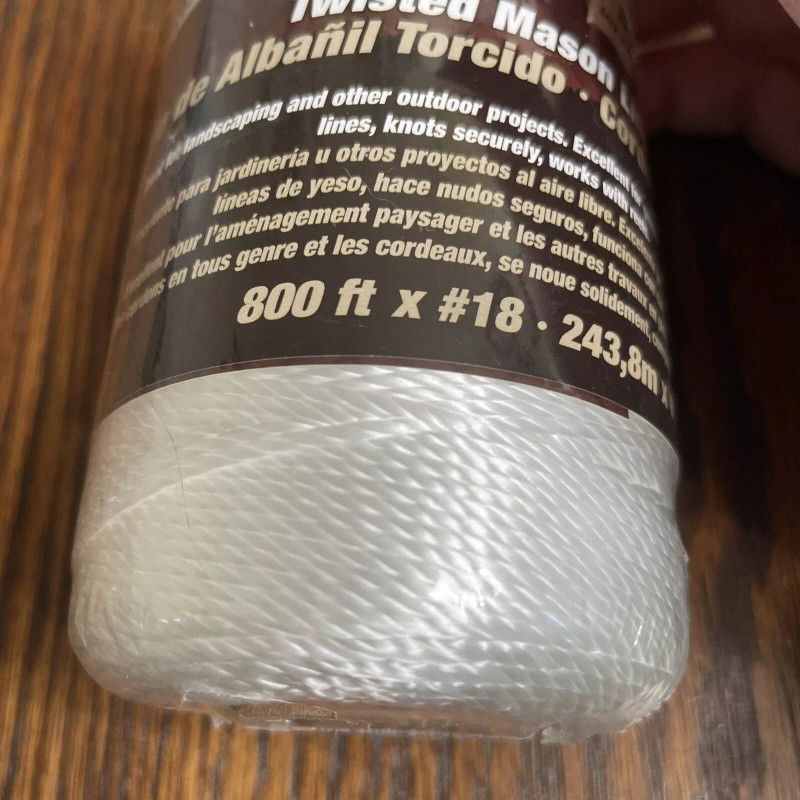 Twisted Mason
de Albañil Torcido ·
landscaping and other outdoor projects. Excellent
lines, knots securely, works with
para jardinería u otros proyectos al aire libre.
líneas de yeso, hace nudos seguros, funciona
pour l'aménagement paysager et les autres travaux
cordons en tous genre et les cordeaux, se noue solidement,
800 ft x #18 · 243,8m x